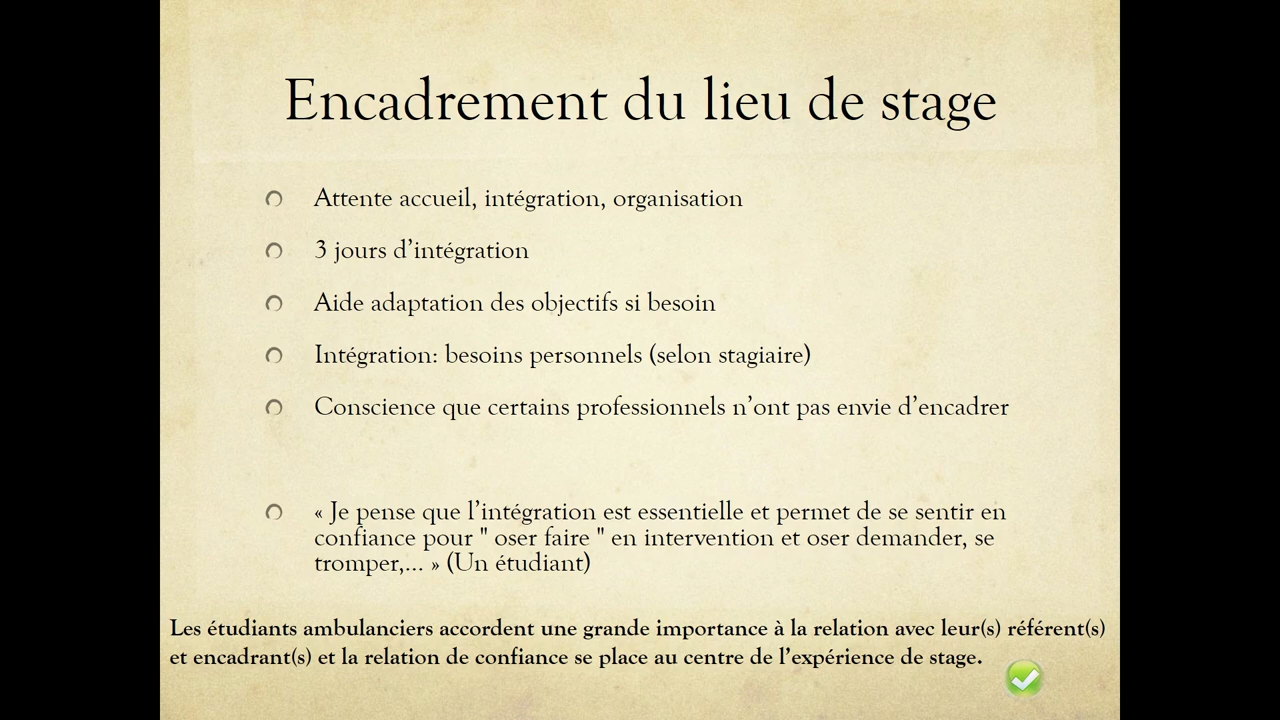 Encadrement du lieu de stage
Attente accueil, intégration, organisation
3 jours d’intégration
Aide adaptation des objectifs si besoin
Intégration: besoins personnels (selon stagiaire)
Conscience que certains professionnels n’ont pas envie d’encadrer
« Je pense que l’intégration est essentielle et permet de se sentir en
confiance pour " oser faire " en intervention et oser demander, se
tromper,... » (Un étudiant)
Les étudiants ambulanciers accordent une grande importance à la relation avec leur(s) référent(s)
et encadrant(s) et la relation de confiance se place au centre de l’expérience de stage.